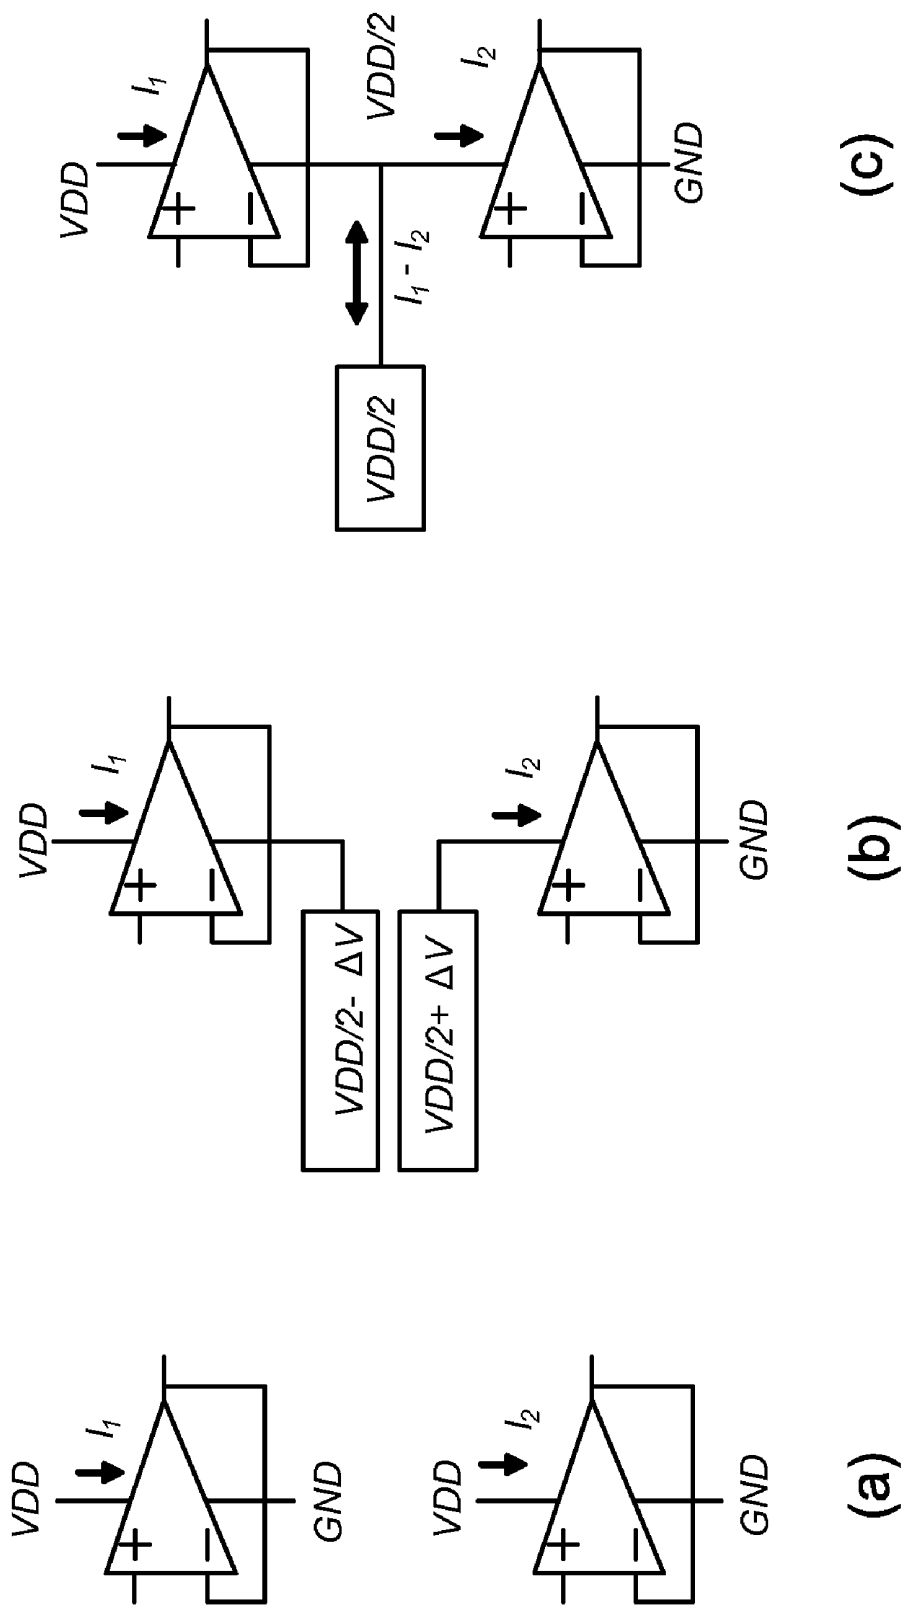 VDD
I1
+
−
GND
VDD
I2
+
−
GND
(a)
VDD
I1
+
−
VDD/2- ΔV
VDD/2+ ΔV
I2
+
−
GND
(b)
VDD
I1
+
−
VDD/2
VDD/2
I1 - I2
I2
+
−
GND
(c)